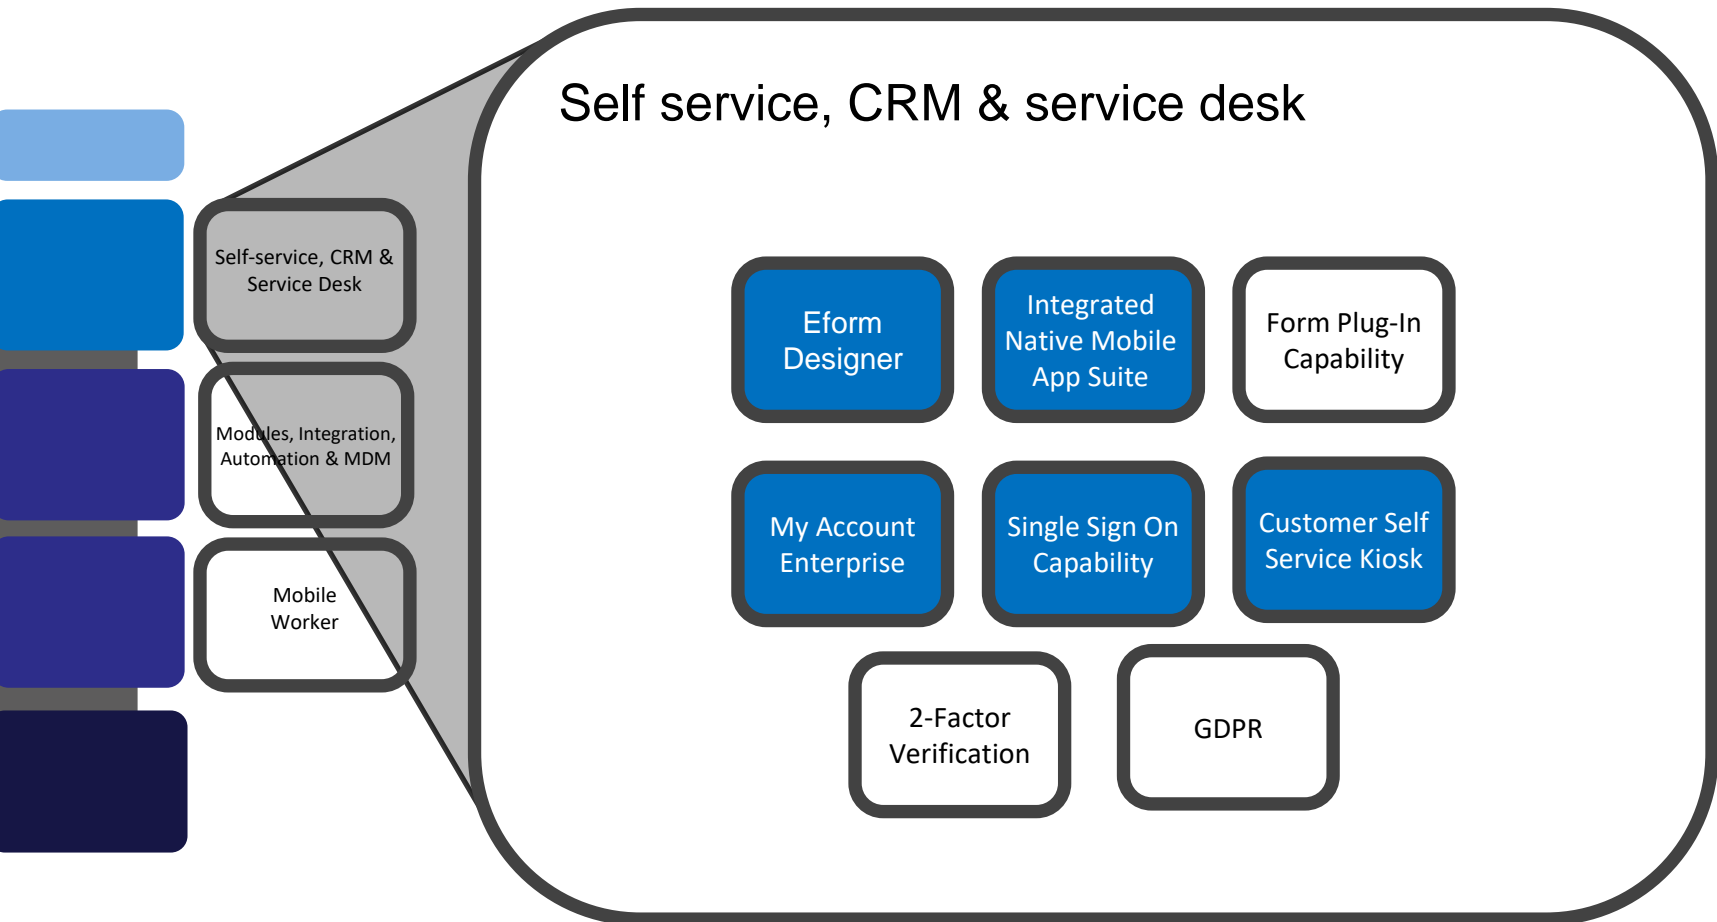 Self service, CRM & service desk
Self-service, CRM &
Service Desk
Modules, Integration,
Automation & MDM
Mobile
Worker
Eform
Designer
Integrated
Native Mobile
App Suite
Form Plug-In
Capability
My Account
Enterprise
Single Sign On
Capability
Customer Self
Service Kiosk
2-Factor
Verification
GDPR